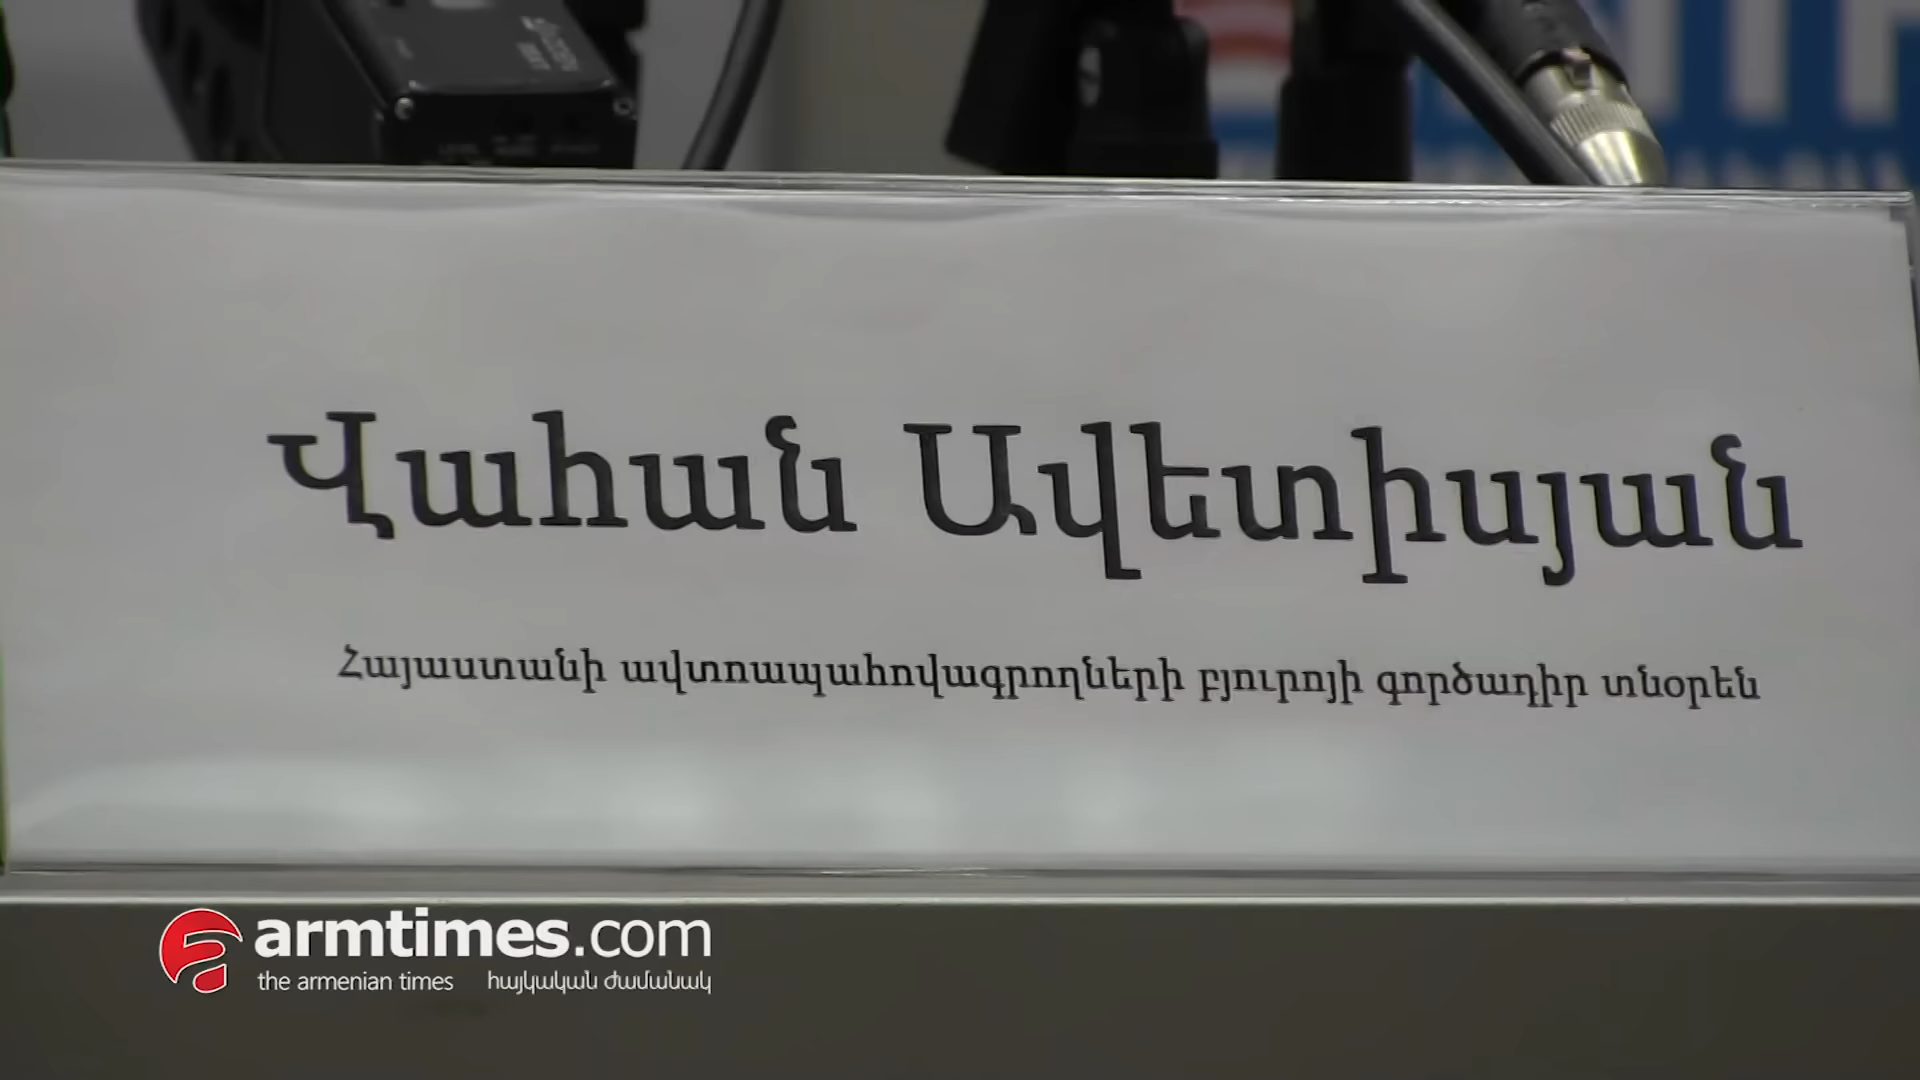 Վահան Ավետիսյան
Հայաստանի ավտոապահովագրողների բյուրոյի գործադիր տնօրեն
armtimes.com
the armenian times հայկական ժամանակ